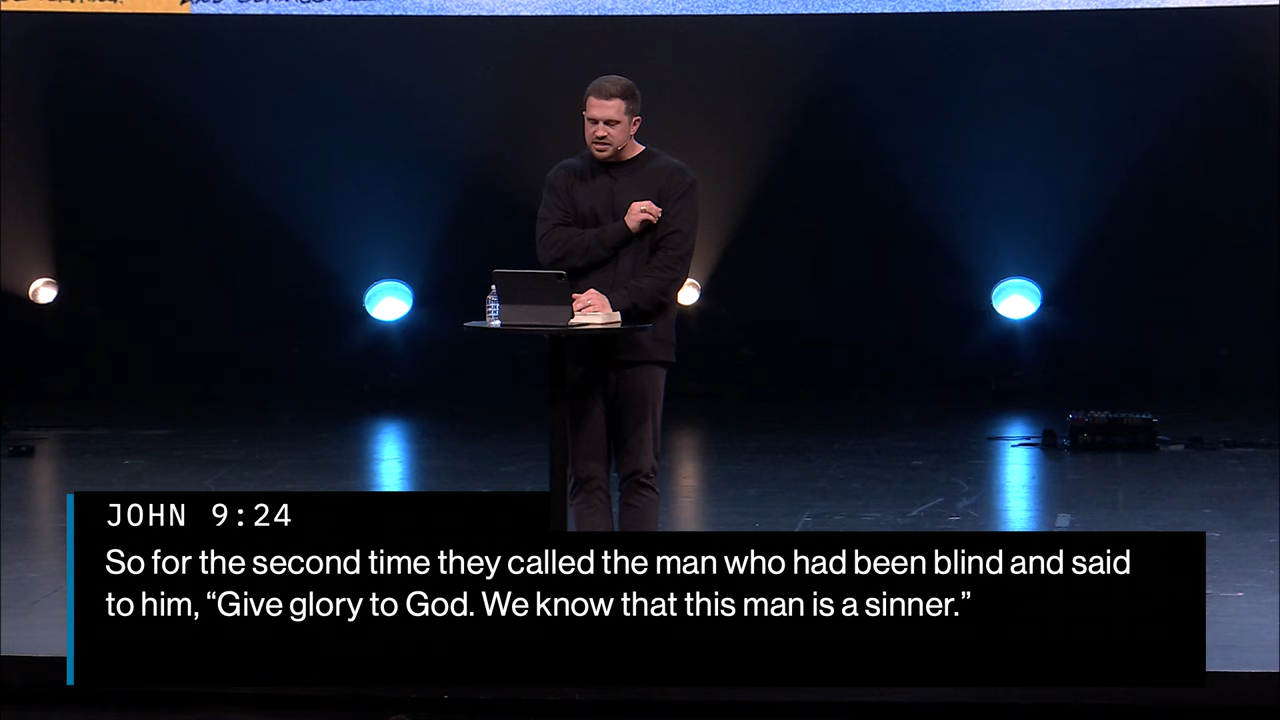 JOHN 9:24
So for the second time they called the man who had been blind and said
to him, “Give glory to God. We know that this man is a sinner.”